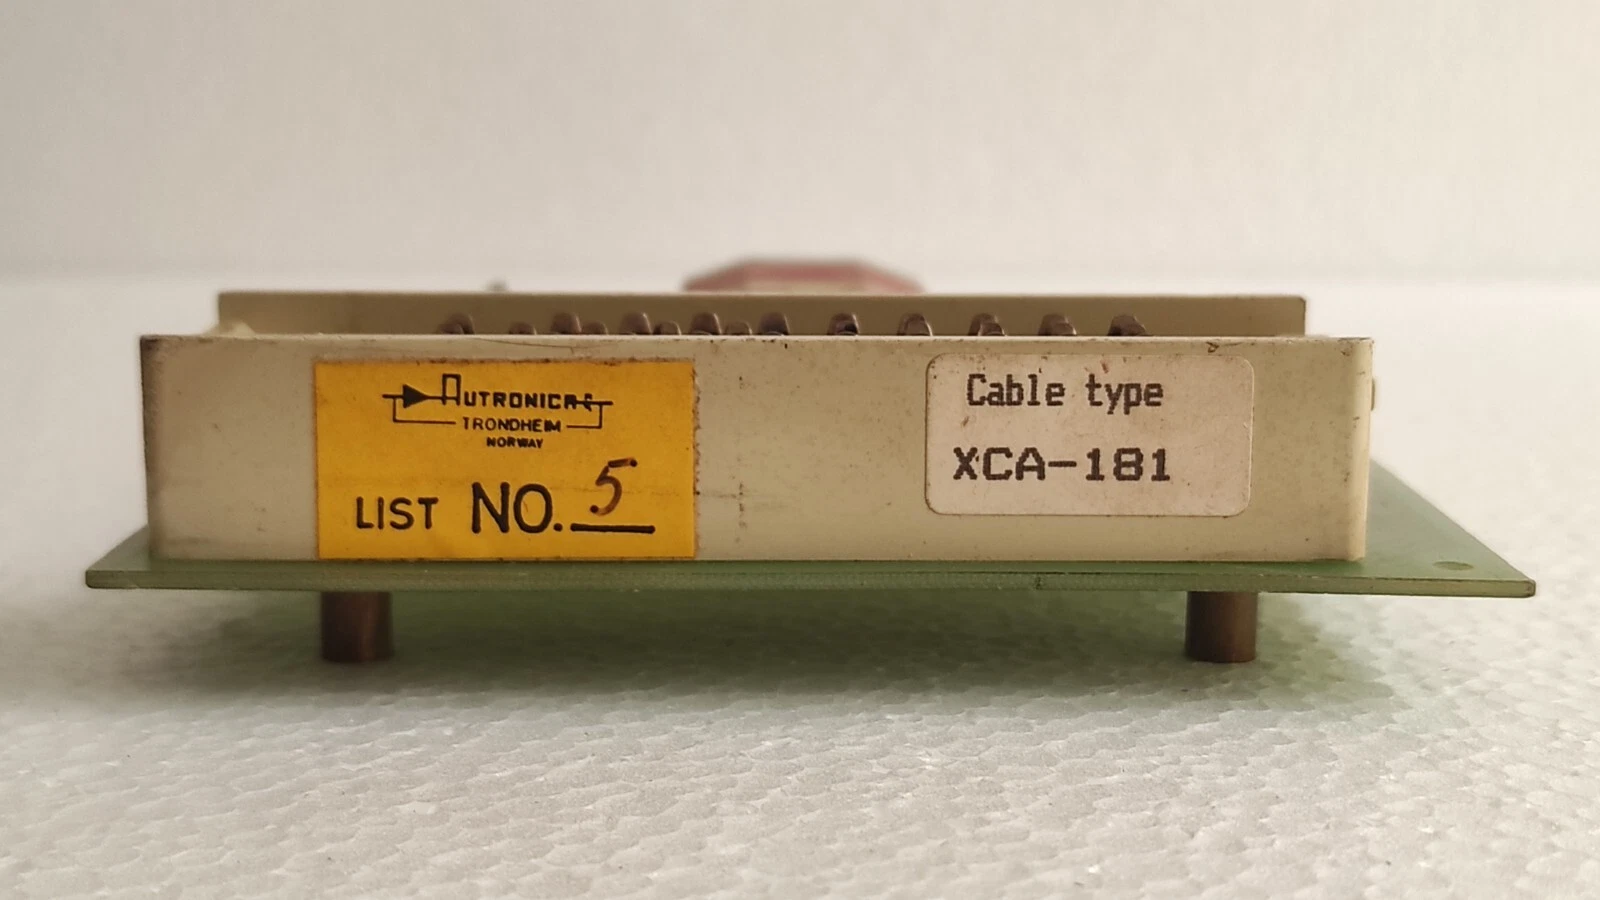 AUTRONICA
TRONDHEIM
NORWAY
LIST NO. 5
Cable type
XCA-181